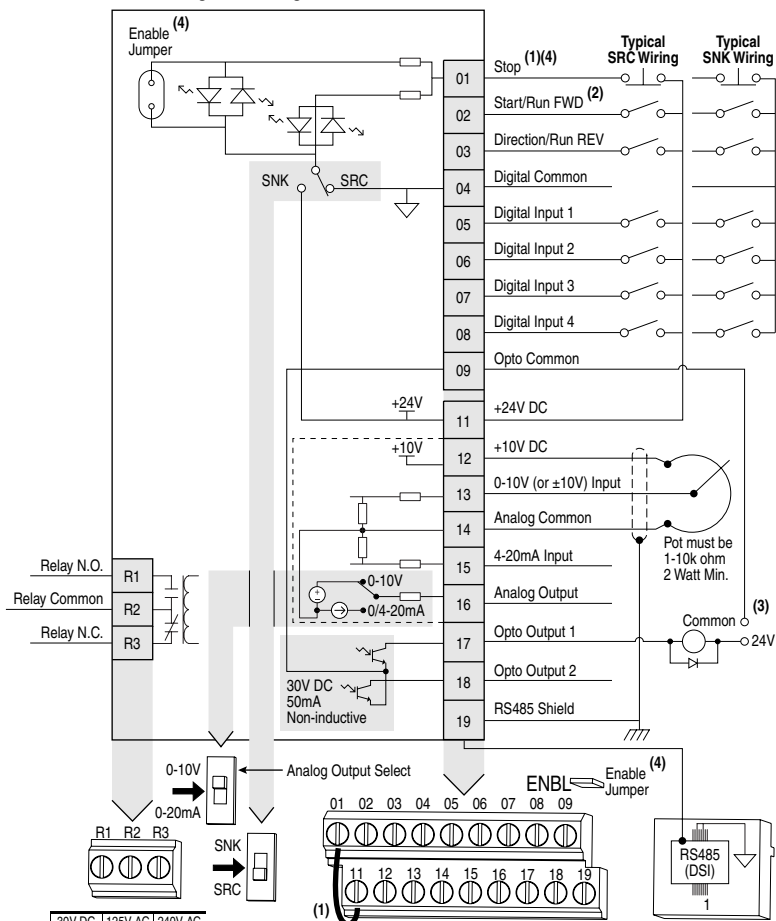 Enable (4)
Jumper
Typical
SRC Wiring
Typical
SNK Wiring
01 Stop (1)(4)
02 Start/Run FWD (2)
03 Direction/Run REV
SNK SRC 04 Digital Common
05 Digital Input 1
06 Digital Input 2
07 Digital Input 3
08 Digital Input 4
09 Opto Common
+24V 11 +24V DC
+10V 12 +10V DC
13 0-10V (or ±10V) Input
14 Analog Common
Pot must be
1-10k ohm
2 Watt Min.
15 4-20mA Input
Relay N.O. R1
Relay Common R2
Relay N.C. R3
0-10V
0/4-20mA
16 Analog Output
Common (3)
24V
17 Opto Output 1
18 Opto Output 2
30V DC
50mA
Non-inductive
19 RS485 Shield
0-10V
0-20mA
Analog Output Select
ENBL Enable (4)
Jumper
01 02 03 04 05 06 07 08 09
R1 R2 R3
SNK
SRC
11 12 13 14 15 16 17 18 19
(1)
RS485
(DSI)
1
30V DC 125V AC 240V AC